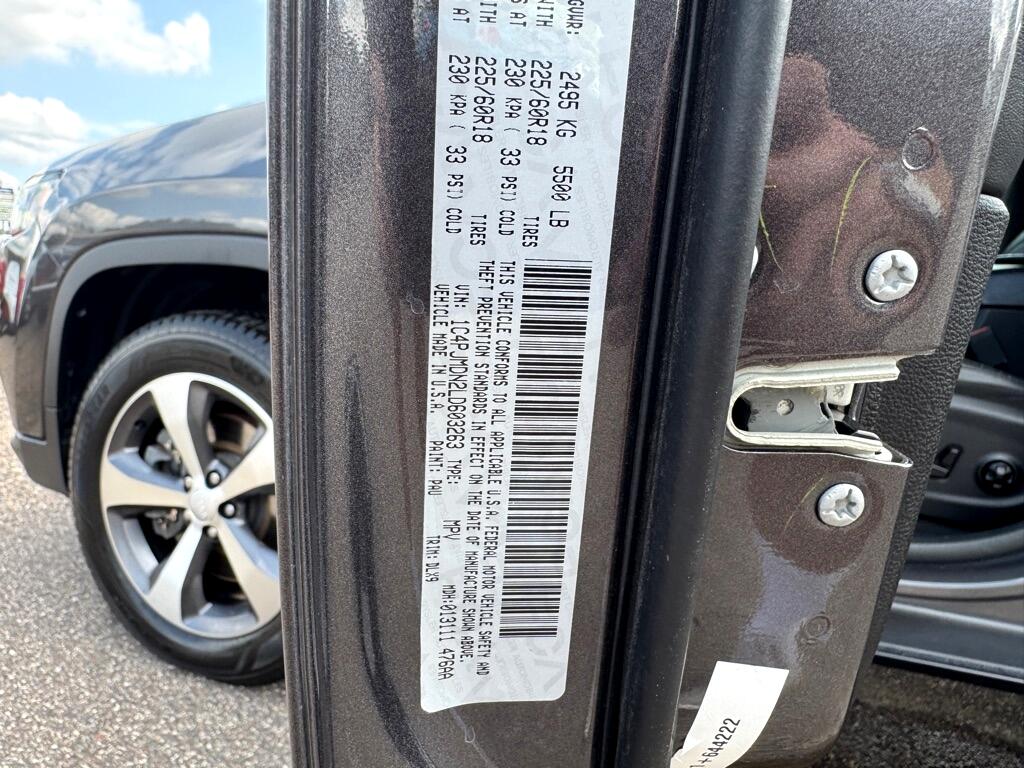 GVWR: 2495 KG 5500 LB
WITH 225/60R18 TIRES
AT 230 KPA ( 33 PSI) COLD
WITH 225/60R18 TIRES
AT 230 KPA ( 33 PSI) COLD
THIS VEHICLE CONFORMS TO ALL APPLICABLE U.S.A. FEDERAL MOTOR VEHICLE SAFETY AND
THEFT PREVENTION STANDARDS IN EFFECT ON THE DATE OF MANUFACTURE SHOWN ABOVE.
VIN: 1C4PJMDN2LD603263 TYPE: MPV MDH:013111 476AA
VEHICLE MADE IN U.S.A. PAINT: PAU TRIM:DLX9
+644222